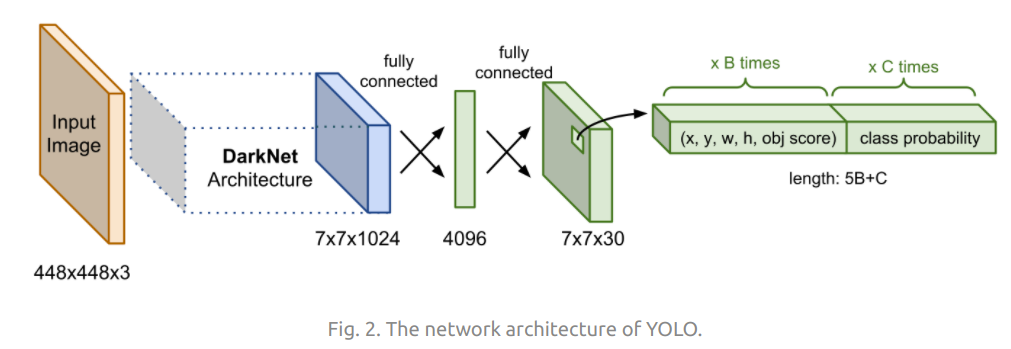 Input
Image
448x448x3
DarkNet
Architecture
7x7x1024
fully
connected
4096
fully
connected
7x7x30
x B times
x C times
(x, y, w, h, obj score)
class probability
length: 5B+C
Fig. 2. The network architecture of YOLO.